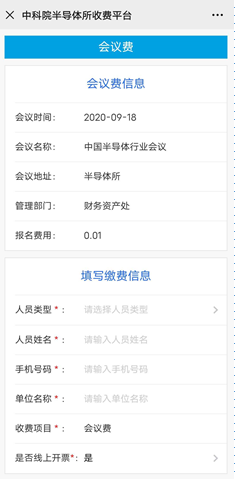 中科院半导体所收费平台
会议费
会议费信息
会议时间： 2020-09-18
会议名称： 中国半导体行业会议
会议地址： 半导体所
管理部门： 财务资产处
报名费用： 0.01
填写缴费信息
人员类型 *： 请选择人员类型
人员姓名 *： 请输入人员姓名
手机号码 *： 请输入手机号码
单位名称 *： 请输入单位名称
收费项目 *： 会议费
是否线上开票*： 是